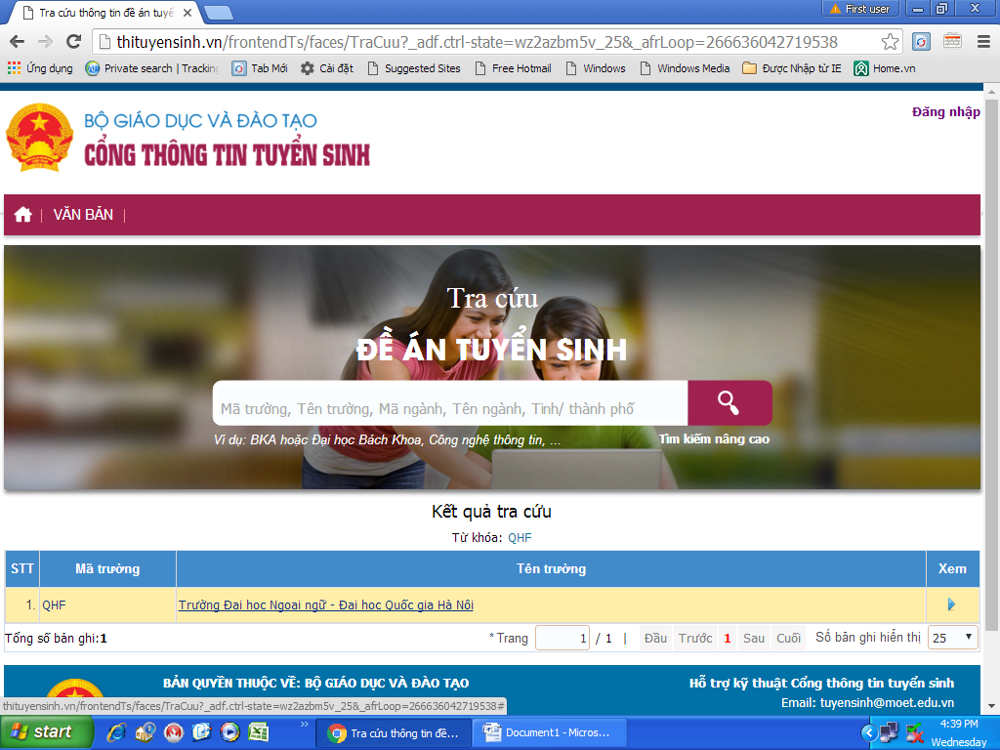 Tra cứu thông tin đề án tuyể
First user
thituyensinh.vn/frontendTs/faces/TraCuu?_adf.ctrl-state=wz2azbm5v_25&_afrLoop=266636042719538
Ứng dụng Private search | Tracking Tab Mới Cài đặt Suggested Sites Free Hotmail Windows Windows Media Được Nhập từ IE Home.vn
Đăng nhập
BỘ GIÁO DỤC VÀ ĐÀO TẠO
CỔNG THÔNG TIN TUYỂN SINH
VĂN BẢN
Tra cứu
ĐỀ ÁN TUYỂN SINH
Mã trường, Tên trường, Mã ngành, Tên ngành, Tỉnh/ thành phố
Ví dụ: BKA hoặc Đại học Bách Khoa, Công nghệ thông tin, ...
Tìm kiếm nâng cao
Kết quả tra cứu
Từ khóa: QHF
STT Mã trường Tên trường Xem
1. QHF Trường Đại học Ngoại ngữ - Đại học Quốc gia Hà Nội
Tổng số bản ghi:1 * Trang 1 / 1 | Đầu Trước 1 Sau Cuối Số bản ghi hiển thị 25
BẢN QUYỀN THUỘC VỀ: BỘ GIÁO DỤC VÀ ĐÀO TẠO
Hỗ trợ kỹ thuật Cổng thông tin tuyển sinh
Email: tuyensinh@moet.edu.vn
thituyensinh.vn/frontendTs/faces/TraCuu?_adf.ctrl-state=wz2azbm5v_25&_afrLoop=266636042719538#
start
Tra cứu thông tin đề...
Document1 - Micros...
4:39 PM
Wednesday